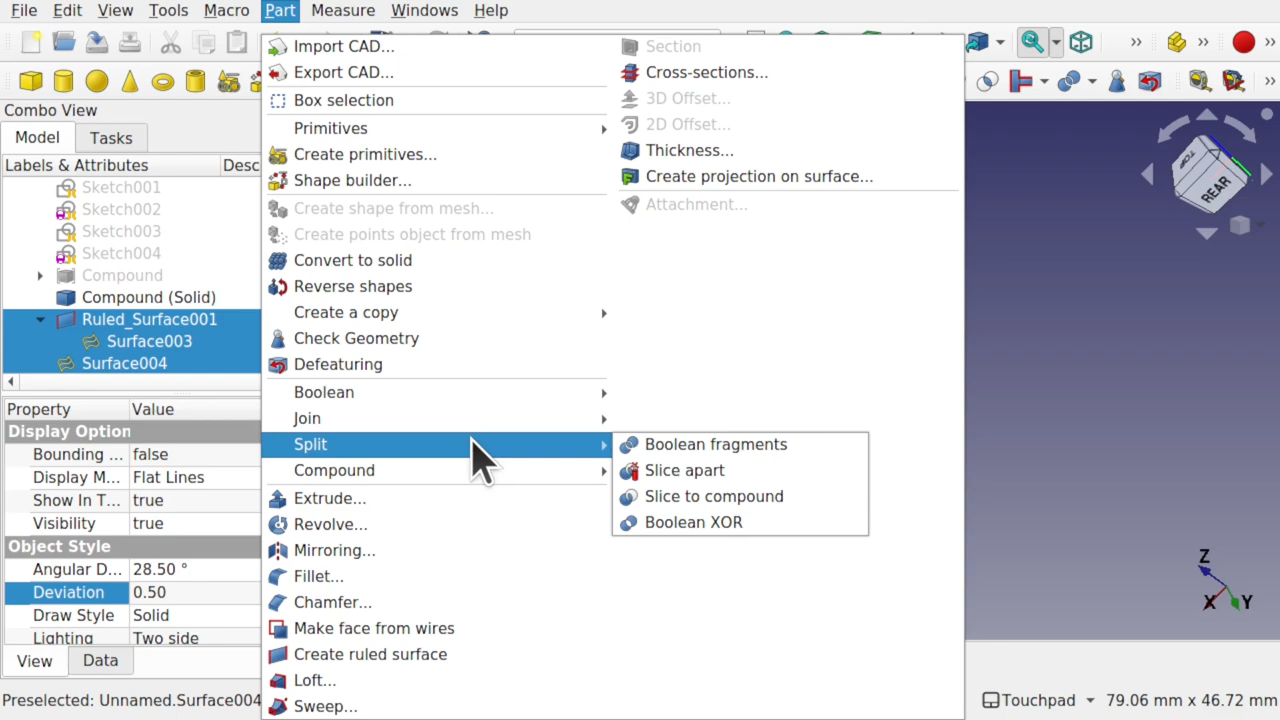 File Edit View Tools Macro Part Measure Windows Help
Combo View
Model Tasks
Labels & Attributes Desc
Sketch001
Sketch002
Sketch003
Sketch004
Compound
Compound (Solid)
Ruled_Surface001
Surface003
Surface004
Property Value
Display Option
Bounding ... false
Display M... Flat Lines
Show In T... true
Visibility true
Object Style
Angular D... 28.50 °
Deviation 0.50
Draw Style Solid
Lighting Two side
View Data
Preselected: Unnamed.Surface004
Import CAD...
Export CAD...
Box selection
Primitives
Create primitives...
Shape builder...
Create shape from mesh...
Create points object from mesh
Convert to solid
Reverse shapes
Create a copy
Check Geometry
Defeaturing
Boolean
Join
Split
Compound
Extrude...
Revolve...
Mirroring...
Fillet...
Chamfer...
Make face from wires
Create ruled surface
Loft...
Sweep...
Section
Cross-sections...
3D Offset...
2D Offset...
Thickness...
Create projection on surface...
Attachment...
Boolean fragments
Slice apart
Slice to compound
Boolean XOR
TOP
REAR
Z
X Y
Touchpad 79.06 mm x 46.72 mm